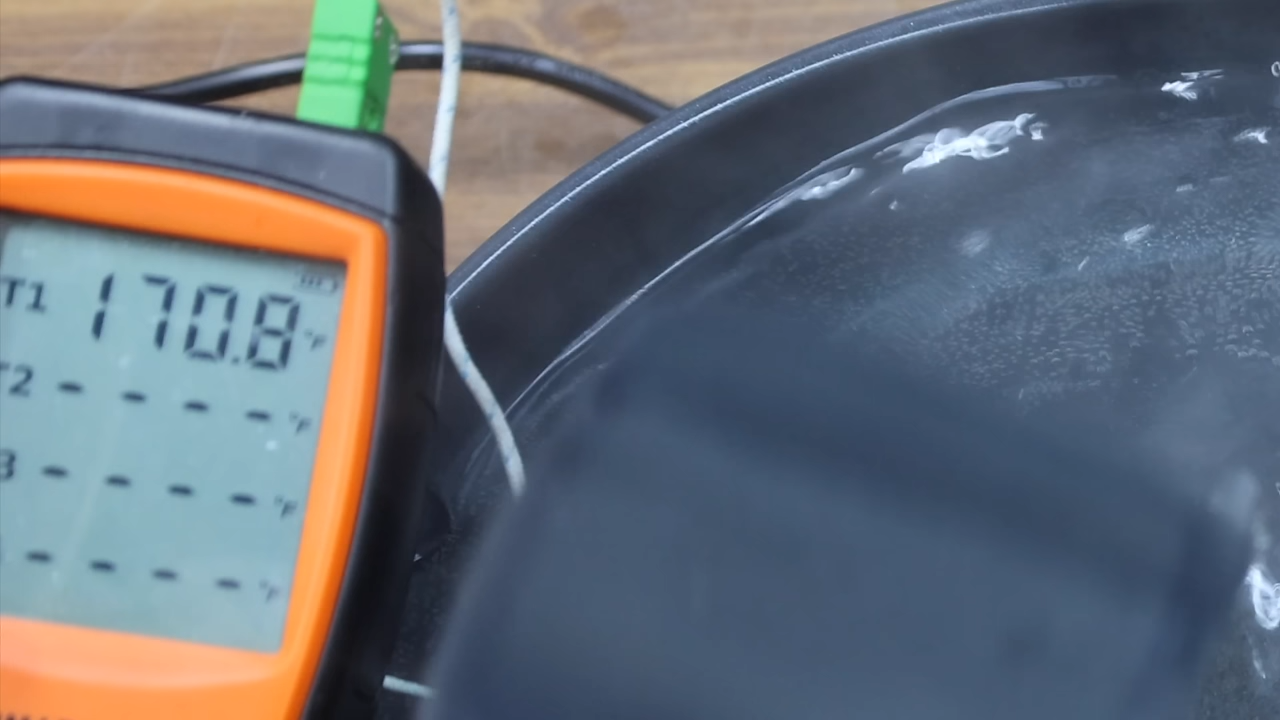 T1 170.8 °F
T2 - - - - °F
3 - - - - °F
- - - - °F